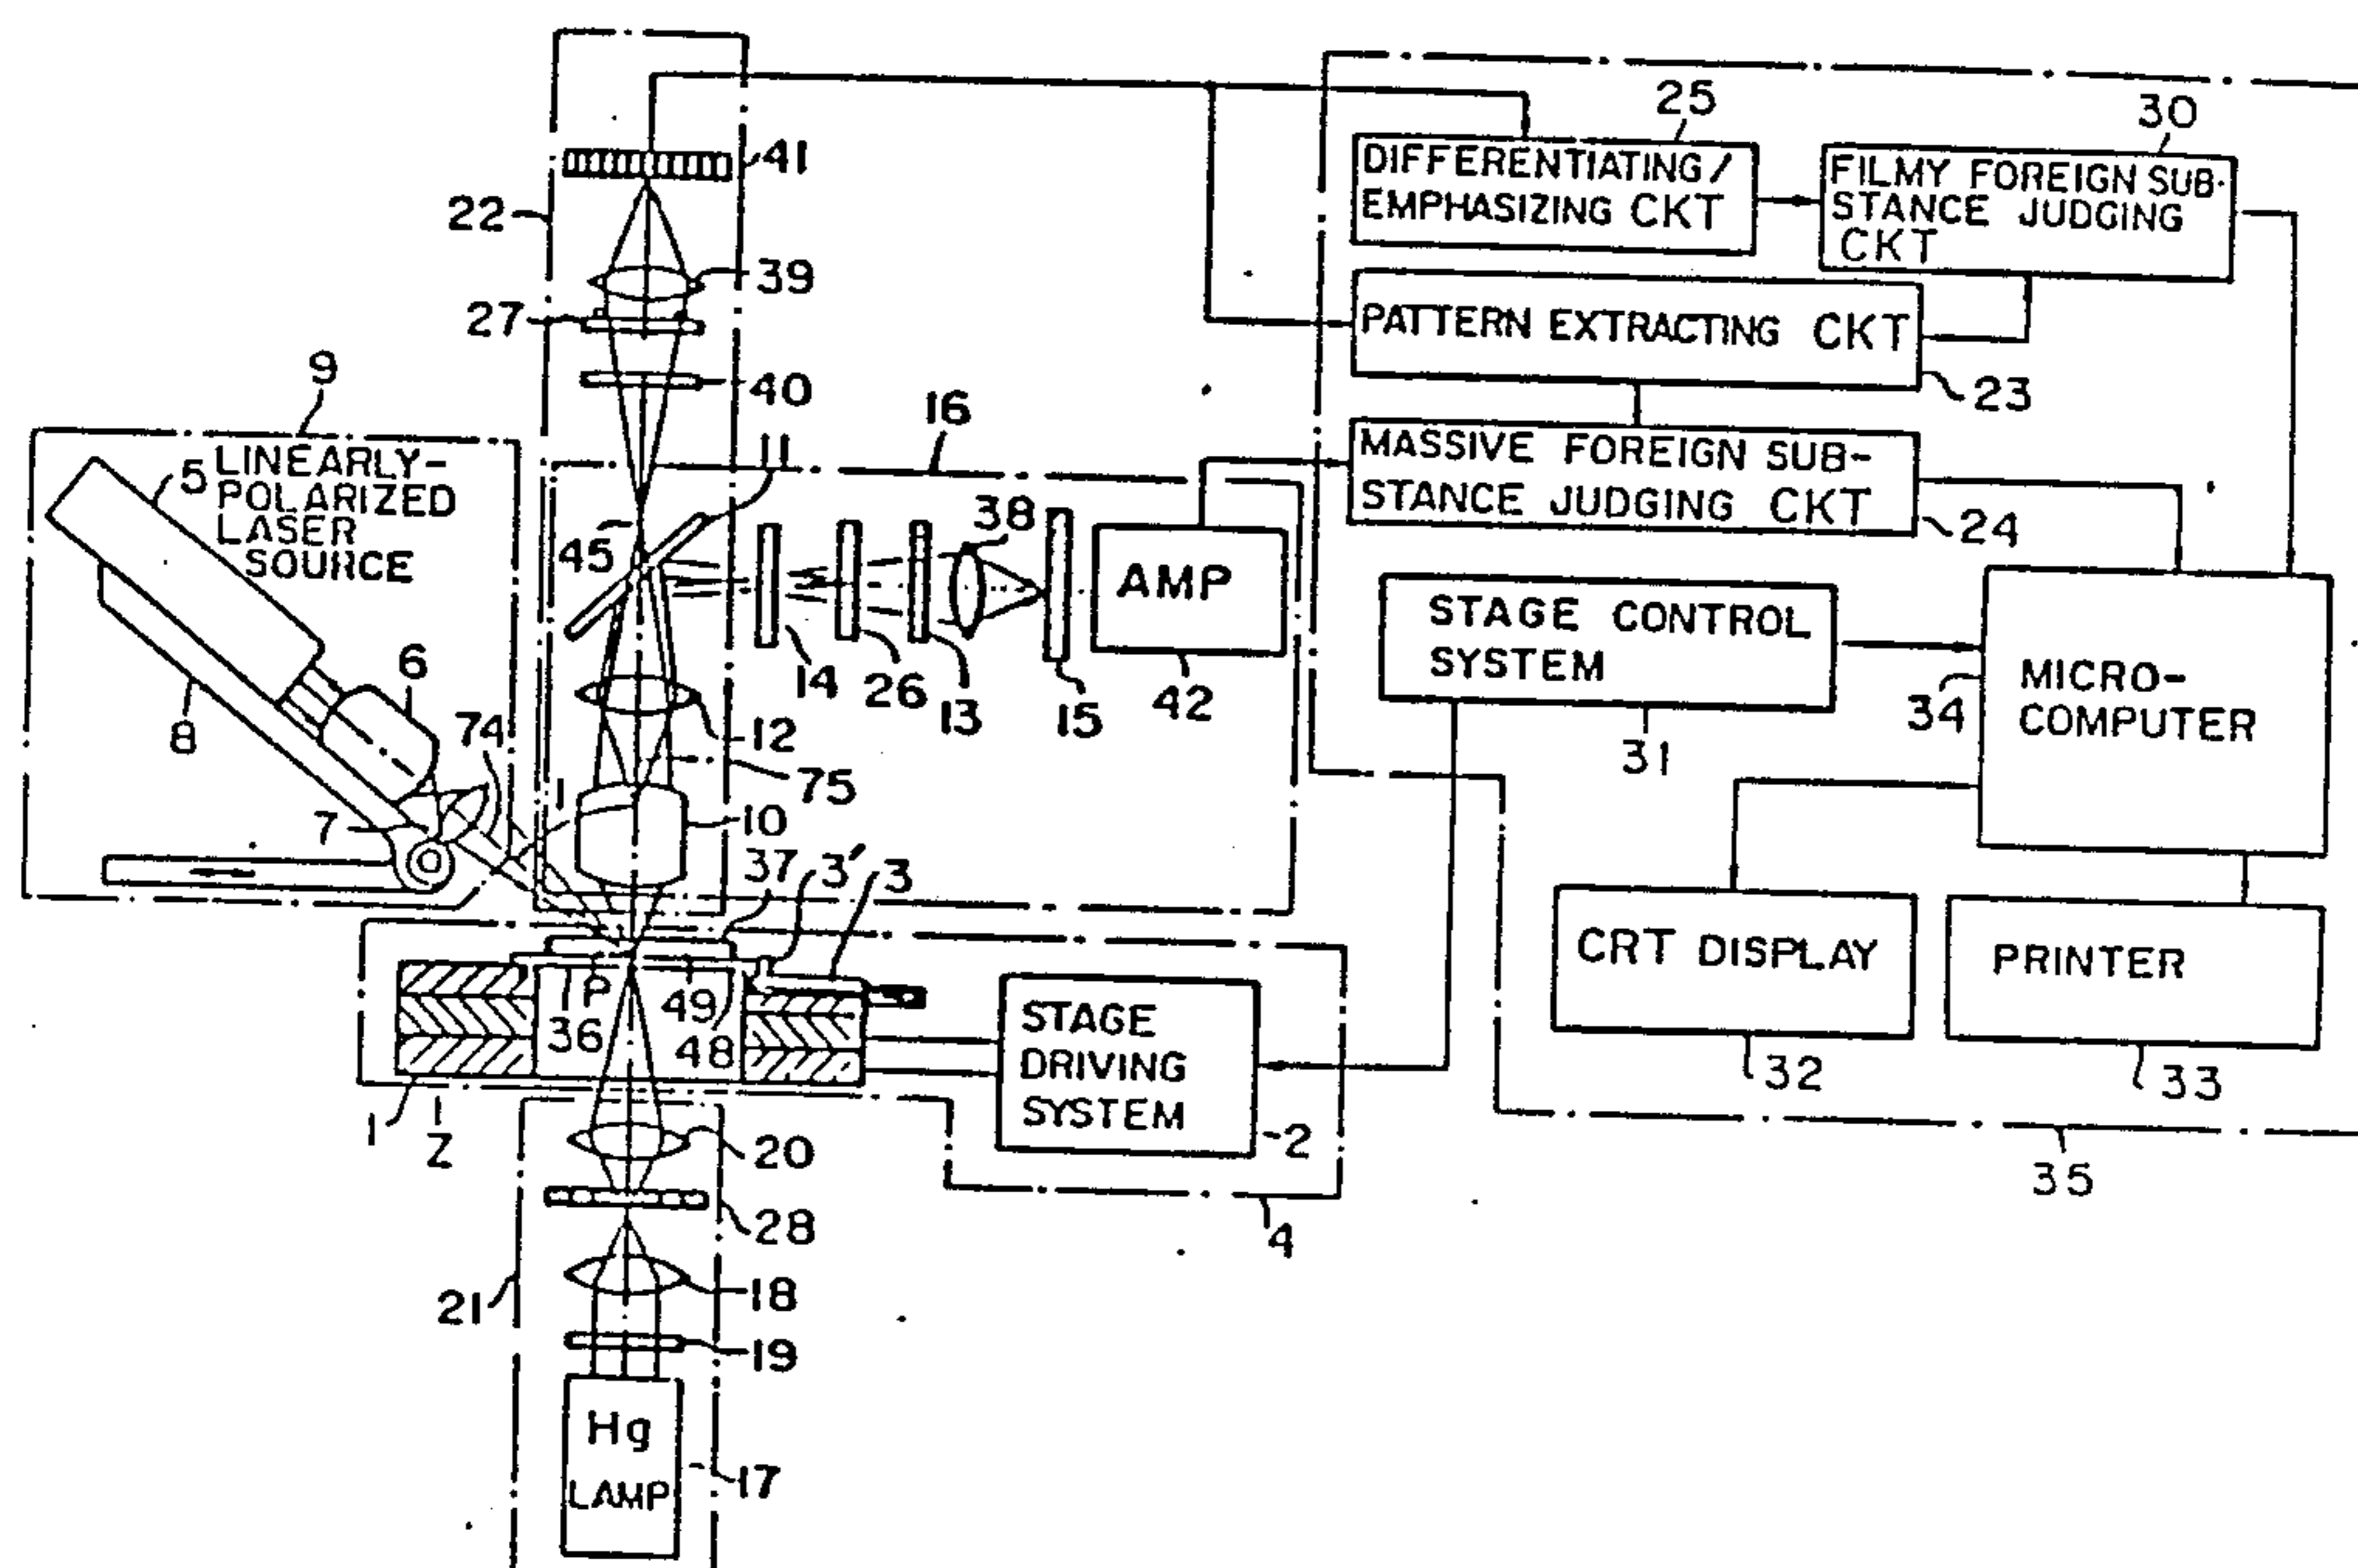 25
30
41
DIFFERENTIATING/
EMPHASIZING CKT
FILMY FOREIGN SUB-
STANCE JUDGING
CKT
22
39
27
PATTERN EXTRACTING CKT
40
23
9
16
11
5
LINEARLY-
POLARIZED
LASER
SOURCE
MASSIVE FOREIGN SUB-
STANCE JUDGING CKT
24
38
45
AMP
STAGE CONTROL
SYSTEM
6
14
26
13
15
42
34
MICRO-
COMPUTER
8
74
12
31
75
7
10
37
3'
3
CRT DISPLAY
PRINTER
P
49
36
48
STAGE
DRIVING
SYSTEM
32
33
1
Z
20
2
35
28
4
21
18
19
Hg
LAMP
17